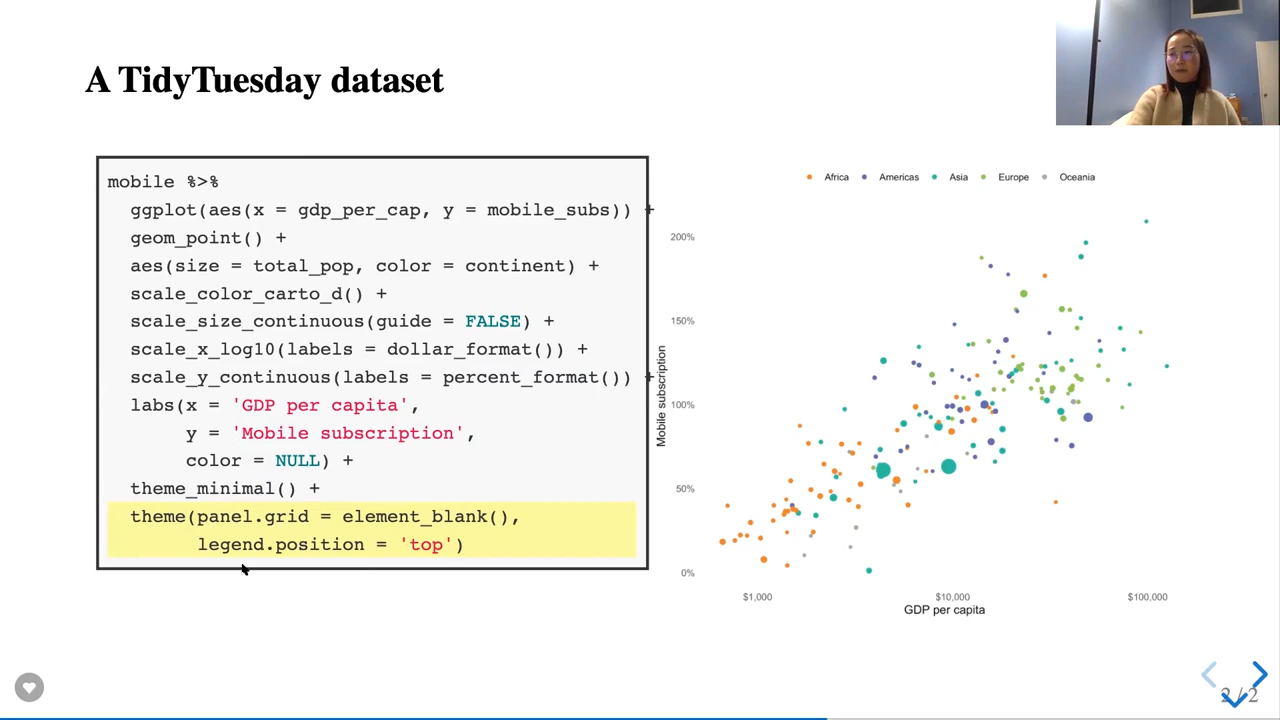 A TidyTuesday dataset
mobile %>%
ggplot(aes(x = gdp_per_cap, y = mobile_subs)) +
geom_point() +
aes(size = total_pop, color = continent) +
scale_color_carto_d() +
scale_size_continuous(guide = FALSE) +
scale_x_log10(labels = dollar_format()) +
scale_y_continuous(labels = percent_format()) +
labs(x = 'GDP per capita',
y = 'Mobile subscription',
color = NULL) +
theme_minimal() +
theme(panel.grid = element_blank(),
legend.position = 'top')
Africa Americas Asia Europe Oceania
200%
150%
100%
50%
0%
Mobile subscription
$1,000 $10,000 $100,000
GDP per capita
2 / 2